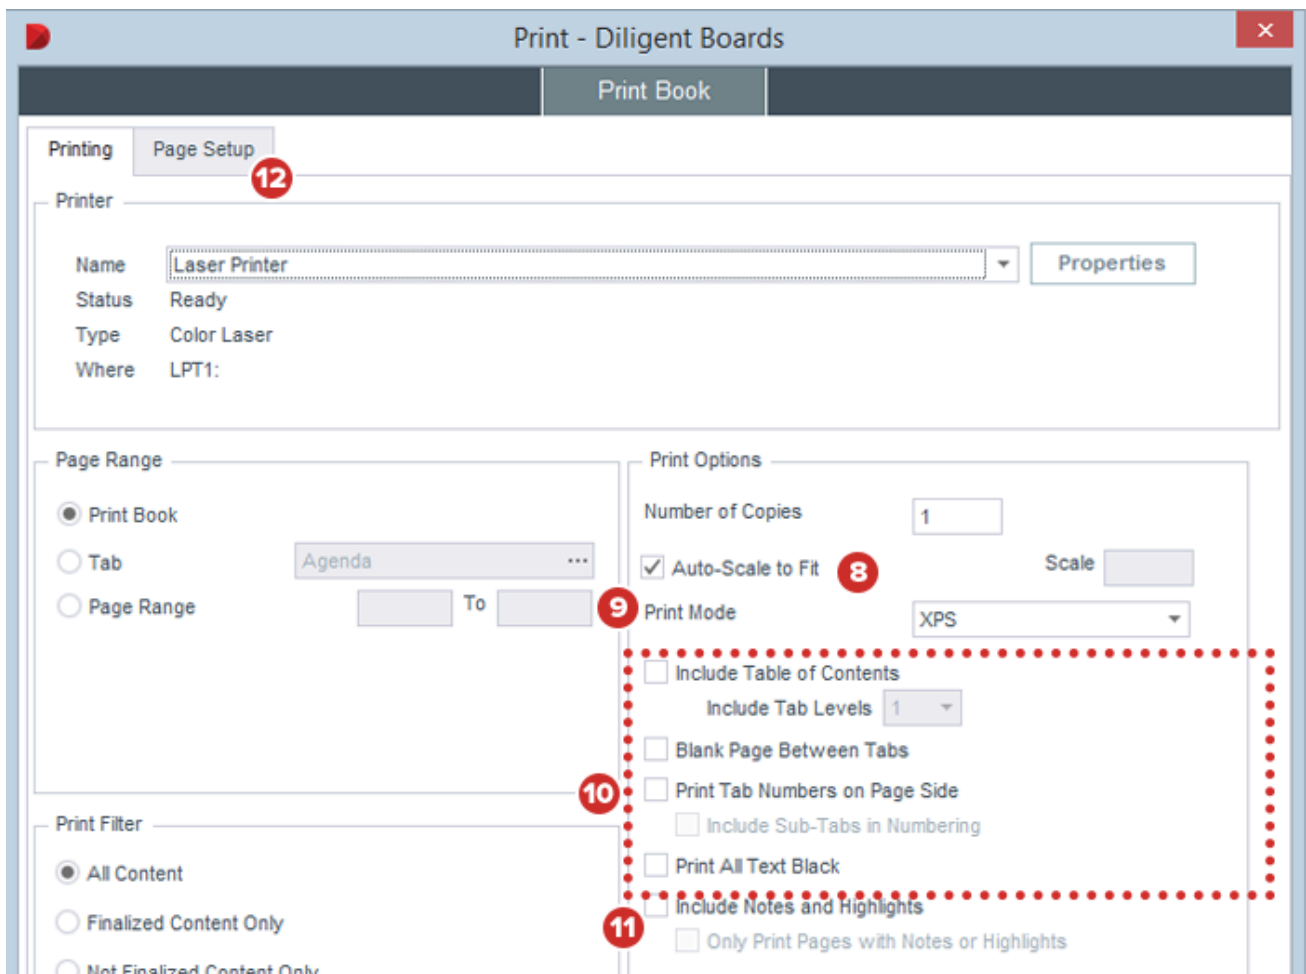 Print - Diligent Boards
Print Book
Printing
Page Setup
12
Printer
Name
Laser Printer
Properties
Status
Ready
Type
Color Laser
Where
LPT1:
Page Range
Print Book
Tab
Agenda
...
Page Range
To
Print Options
Number of Copies
1
Auto-Scale to Fit
8
Scale
9
Print Mode
XPS
Include Table of Contents
Include Tab Levels
1
Blank Page Between Tabs
10
Print Tab Numbers on Page Side
Include Sub-Tabs in Numbering
Print All Text Black
11
Include Notes and Highlights
Only Print Pages with Notes or Highlights
Print Filter
All Content
Finalized Content Only
Not Finalized Content Only